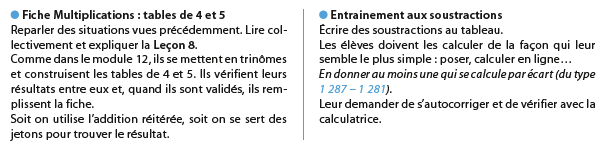 ● Fiche Multiplications : tables de 4 et 5
Reparler des situations vues précédemment. Lire col-
lectivement et expliquer la Leçon 8.
Comme dans le module 12, ils se mettent en trinômes
et construisent les tables de 4 et 5. Ils vérifient leurs
résultats entre eux et, quand ils sont validés, ils rem-
plissent la fiche.
Soit on utilise l'addition réitérée, soit on se sert des
jetons pour trouver le résultat.
● Entrainement aux soustractions
Écrire des soustractions au tableau.
Les élèves doivent les calculer de la façon qui leur
semble le plus simple : poser, calculer en ligne…
En donner au moins une qui se calcule par écart (du type
1 287 – 1 281).
Leur demander de s'autocorriger et de vérifier avec la
calculatrice.